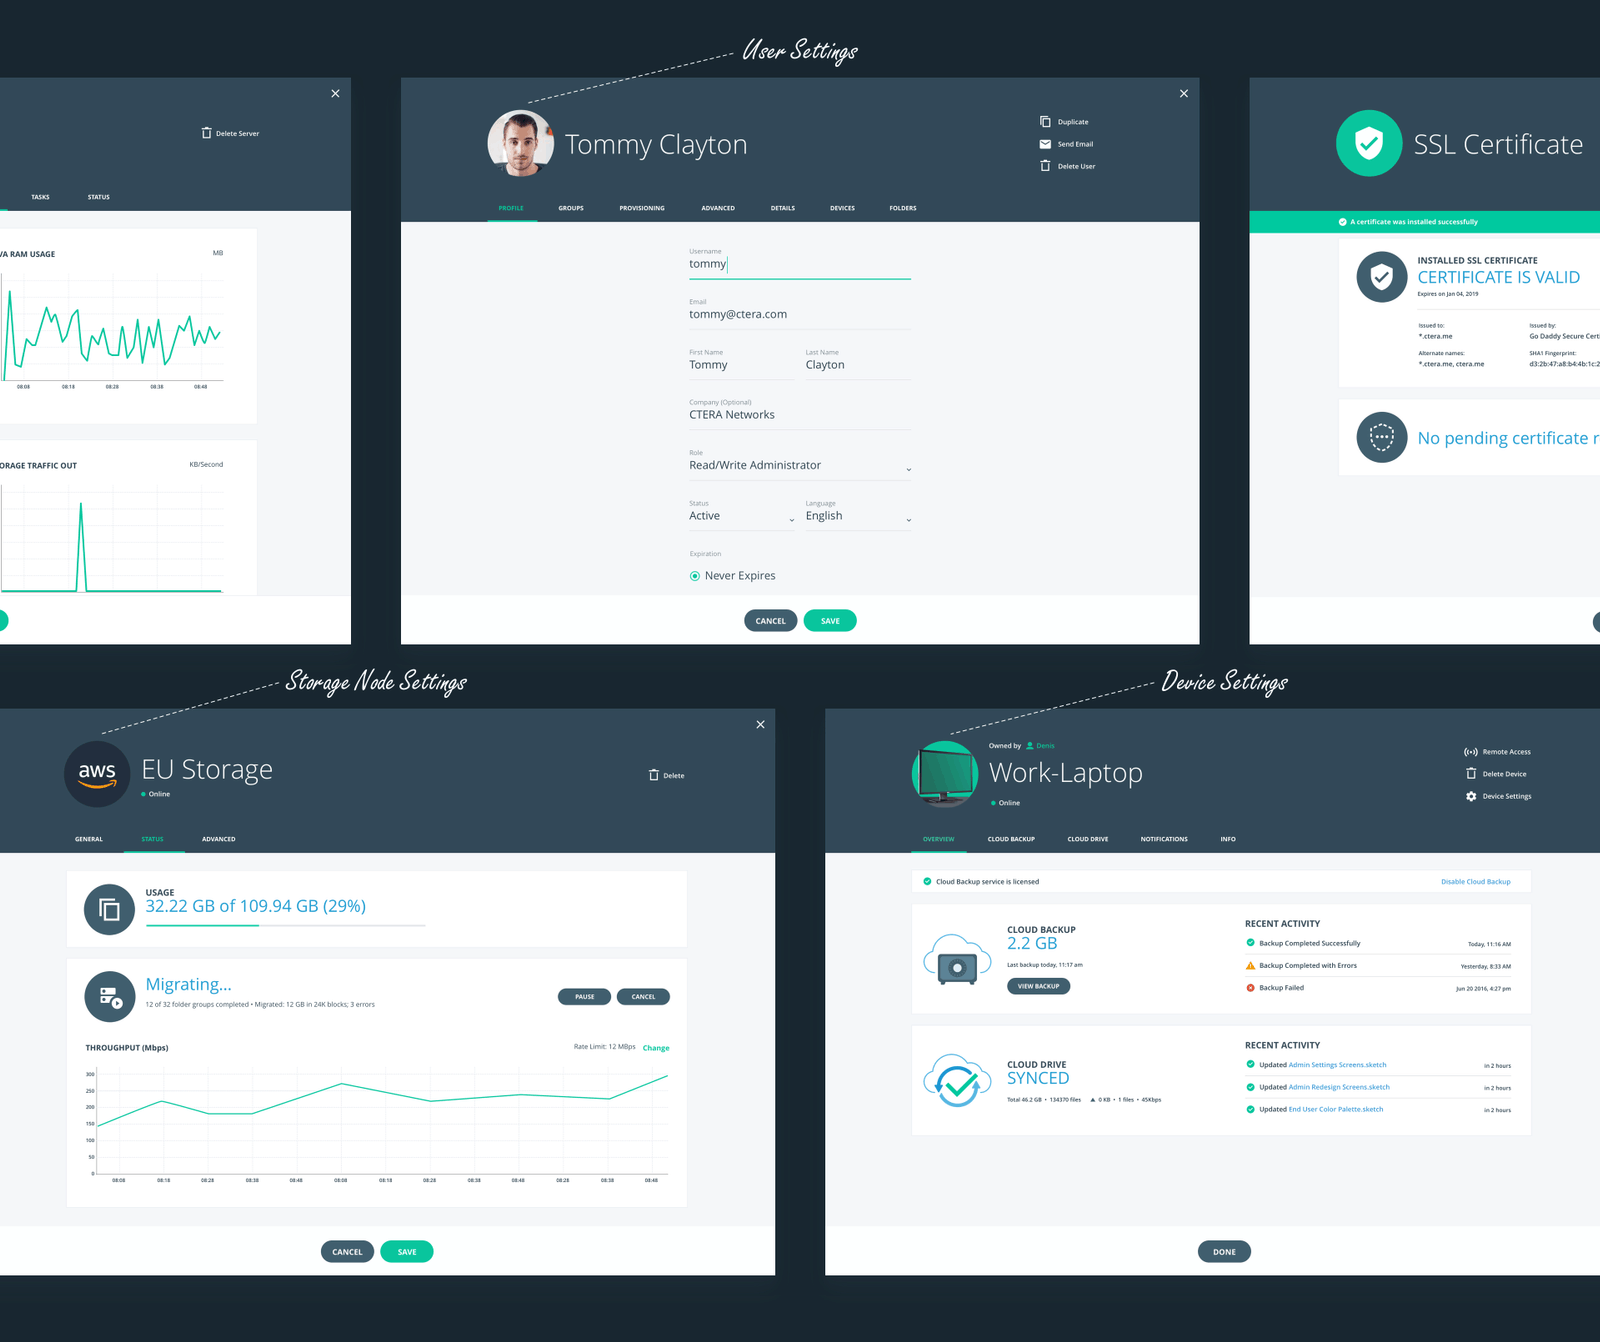 User Settings
Delete Server
TASKS STATUS
VA RAM USAGE MB
08:08 08:18 08:28 08:38 08:48
ORAGE TRAFFIC OUT KB/Second
Tommy Clayton
Duplicate
Send Email
Delete User
PROFILE GROUPS PROVISIONING ADVANCED DETAILS DEVICES FOLDERS
Username
tommy
Email
tommy@ctera.com
First Name Last Name
Tommy Clayton
Company (Optional)
CTERA Networks
Role
Read/Write Administrator
Status Language
Active English
Expiration
Never Expires
CANCEL SAVE
SSL Certificate
A certificate was installed successfully
INSTALLED SSL CERTIFICATE
CERTIFICATE IS VALID
Expires on Jan 04, 2019
Issued to: Issued by:
*.ctera.me Go Daddy Secure Certi
Alternate names: SHA1 Fingerprint:
*.ctera.me, ctera.me d3:2b:47:a8:b4:4b:1c:2
No pending certificate r
Storage Node Settings
aws
EU Storage
Online
Delete
GENERAL STATUS ADVANCED
USAGE
32.22 GB of 109.94 GB (29%)
Migrating...
12 of 32 folder groups completed • Migrated: 12 GB in 24K blocks; 3 errors
PAUSE CANCEL
THROUGHPUT (Mbps) Rate Limit: 12 MBps Change
300
250
200
150
100
50
0
08:08 08:18 08:28 08:38 08:48 08:08 08:18 08:28 08:38 08:48 08:28 08:38 08:48
CANCEL SAVE
Device Settings
Owned by Denis
Work-Laptop
Online
Remote Access
Delete Device
Device Settings
OVERVIEW CLOUD BACKUP CLOUD DRIVE NOTIFICATIONS INFO
Cloud Backup service is licensed Disable Cloud Backup
CLOUD BACKUP
2.2 GB
Last backup today, 11:17 am
VIEW BACKUP
RECENT ACTIVITY
Backup Completed Successfully Today, 11:16 AM
Backup Completed with Errors Yesterday, 8:33 AM
Backup Failed Jun 20 2016, 4:27 pm
CLOUD DRIVE
SYNCED
Total 46.2 GB • 134370 files ▲ 0 KB • 1 files • 45Kbps
RECENT ACTIVITY
Updated Admin Settings Screens.sketch in 2 hours
Updated Admin Redesign Screens.sketch in 2 hours
Updated End User Color Palette.sketch in 2 hours
DONE